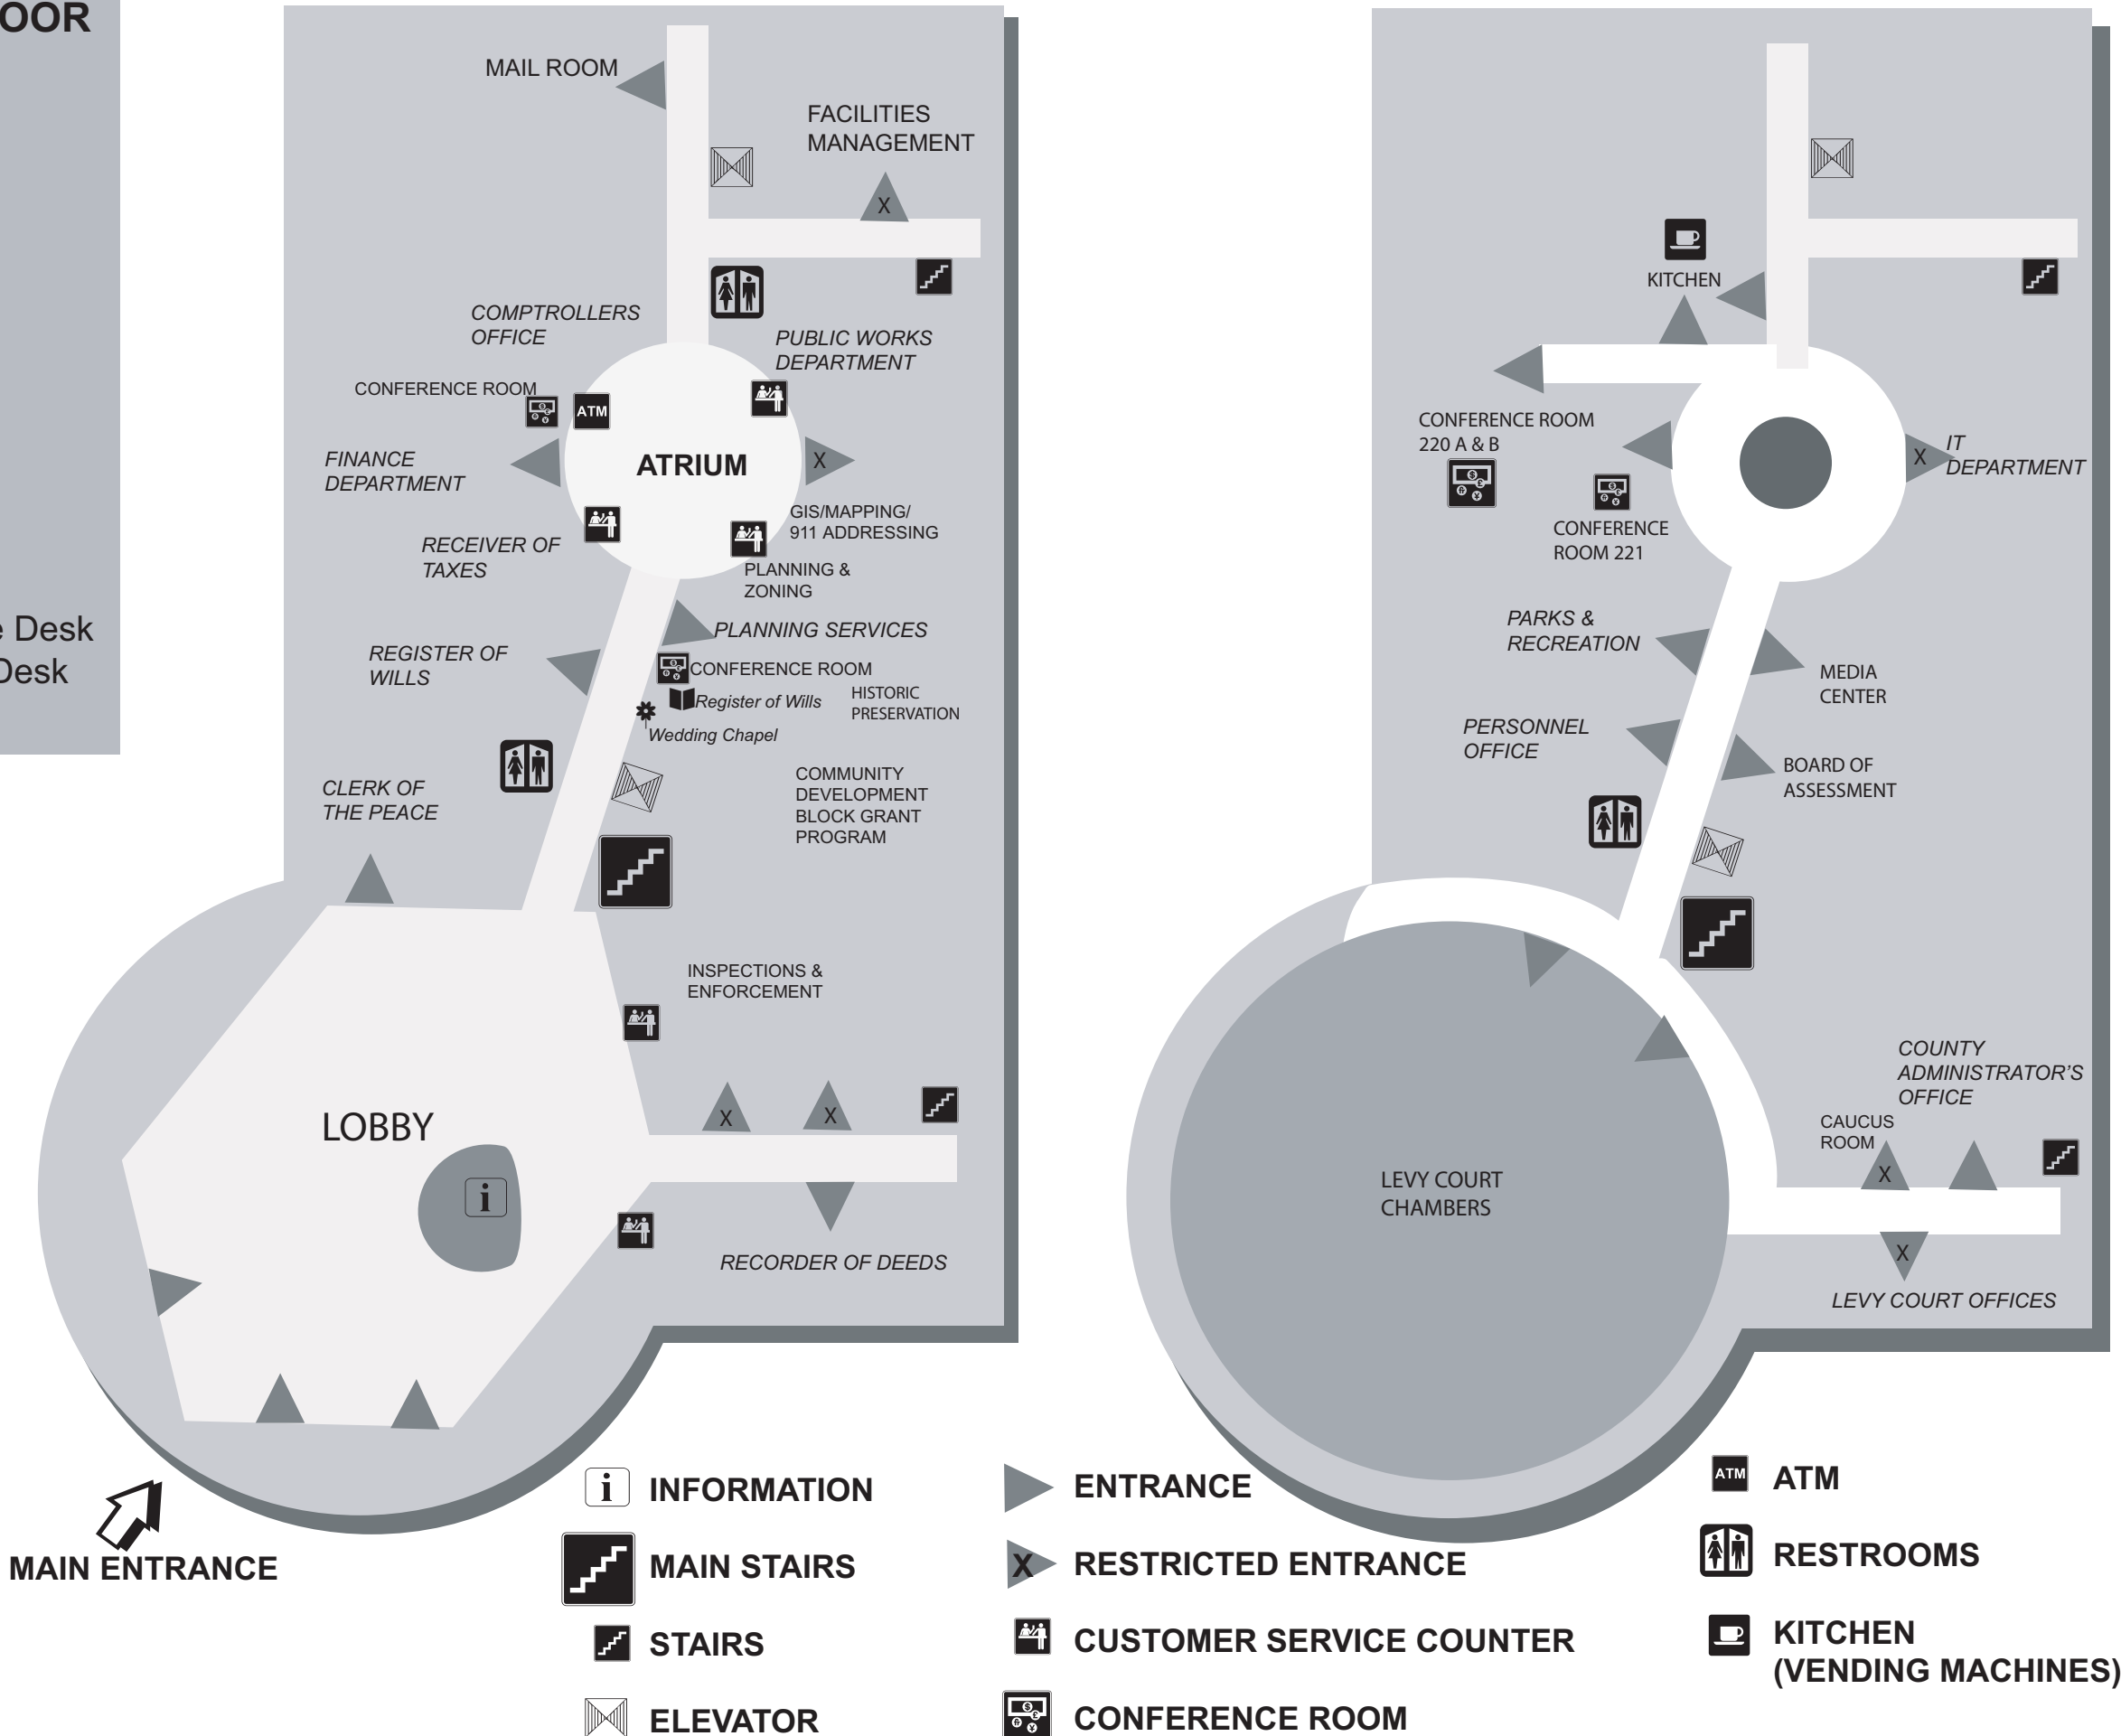 OOR
e Desk
Desk
MAIL ROOM
FACILITIES
MANAGEMENT
X
COMPTROLLERS
OFFICE
PUBLIC WORKS
DEPARTMENT
CONFERENCE ROOM
ATM
ATRIUM
X
FINANCE
DEPARTMENT
GIS/MAPPING/
911 ADDRESSING
RECEIVER OF
TAXES
PLANNING &
ZONING
PLANNING SERVICES
REGISTER OF
WILLS
CONFERENCE ROOM
Register of Wills
HISTORIC
PRESERVATION
Wedding Chapel
CLERK OF
THE PEACE
COMMUNITY
DEVELOPMENT
BLOCK GRANT
PROGRAM
INSPECTIONS &
ENFORCEMENT
X
X
LOBBY
i
RECORDER OF DEEDS
MAIN ENTRANCE
KITCHEN
CONFERENCE ROOM
220 A & B
X
IT
DEPARTMENT
CONFERENCE
ROOM 221
PARKS &
RECREATION
MEDIA
CENTER
PERSONNEL
OFFICE
BOARD OF
ASSESSMENT
COUNTY
ADMINISTRATOR'S
OFFICE
CAUCUS
ROOM
X
LEVY COURT
CHAMBERS
X
LEVY COURT OFFICES
i INFORMATION
MAIN STAIRS
STAIRS
ELEVATOR
ENTRANCE
X RESTRICTED ENTRANCE
CUSTOMER SERVICE COUNTER
CONFERENCE ROOM
ATM ATM
RESTROOMS
KITCHEN
(VENDING MACHINES)